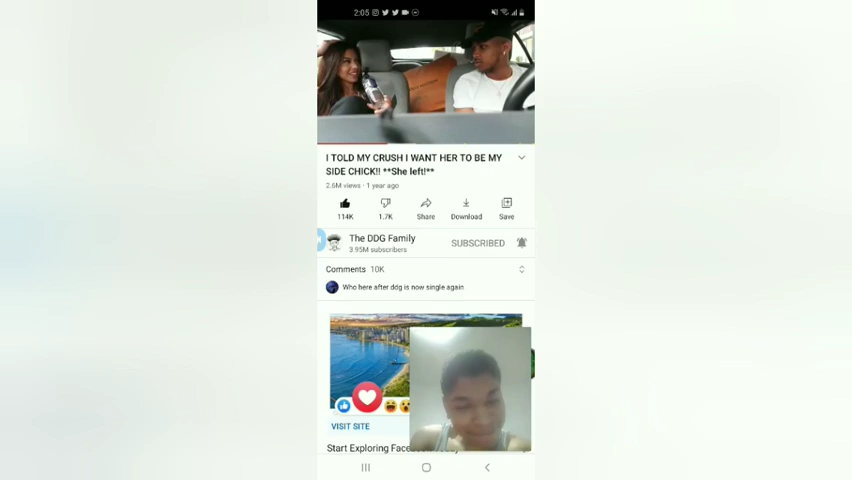 2:05
I TOLD MY CRUSH I WANT HER TO BE MY
SIDE CHICK!! **She left!**
2.6M views · 1 year ago
114K
1.7K
Share
Download
Save
The DDG Family
3.95M subscribers
SUBSCRIBED
Comments 10K
Who here after ddg is now single again
VISIT SITE
Start Exploring